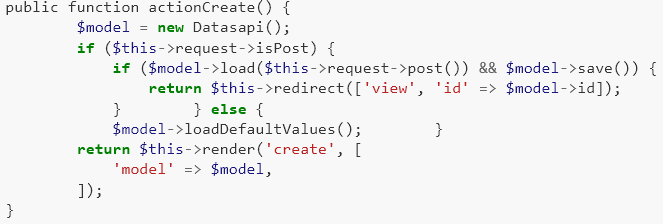 public function actionCreate() {
        $model = new Datasapi();
        if ($this->request->isPost) {
            if ($model->load($this->request->post()) && $model->save()) {
                return $this->redirect(['view', 'id' => $model->id]);
            }        } else {
            $model->loadDefaultValues();        }
        return $this->render('create', [
            'model' => $model,
        ]);
}